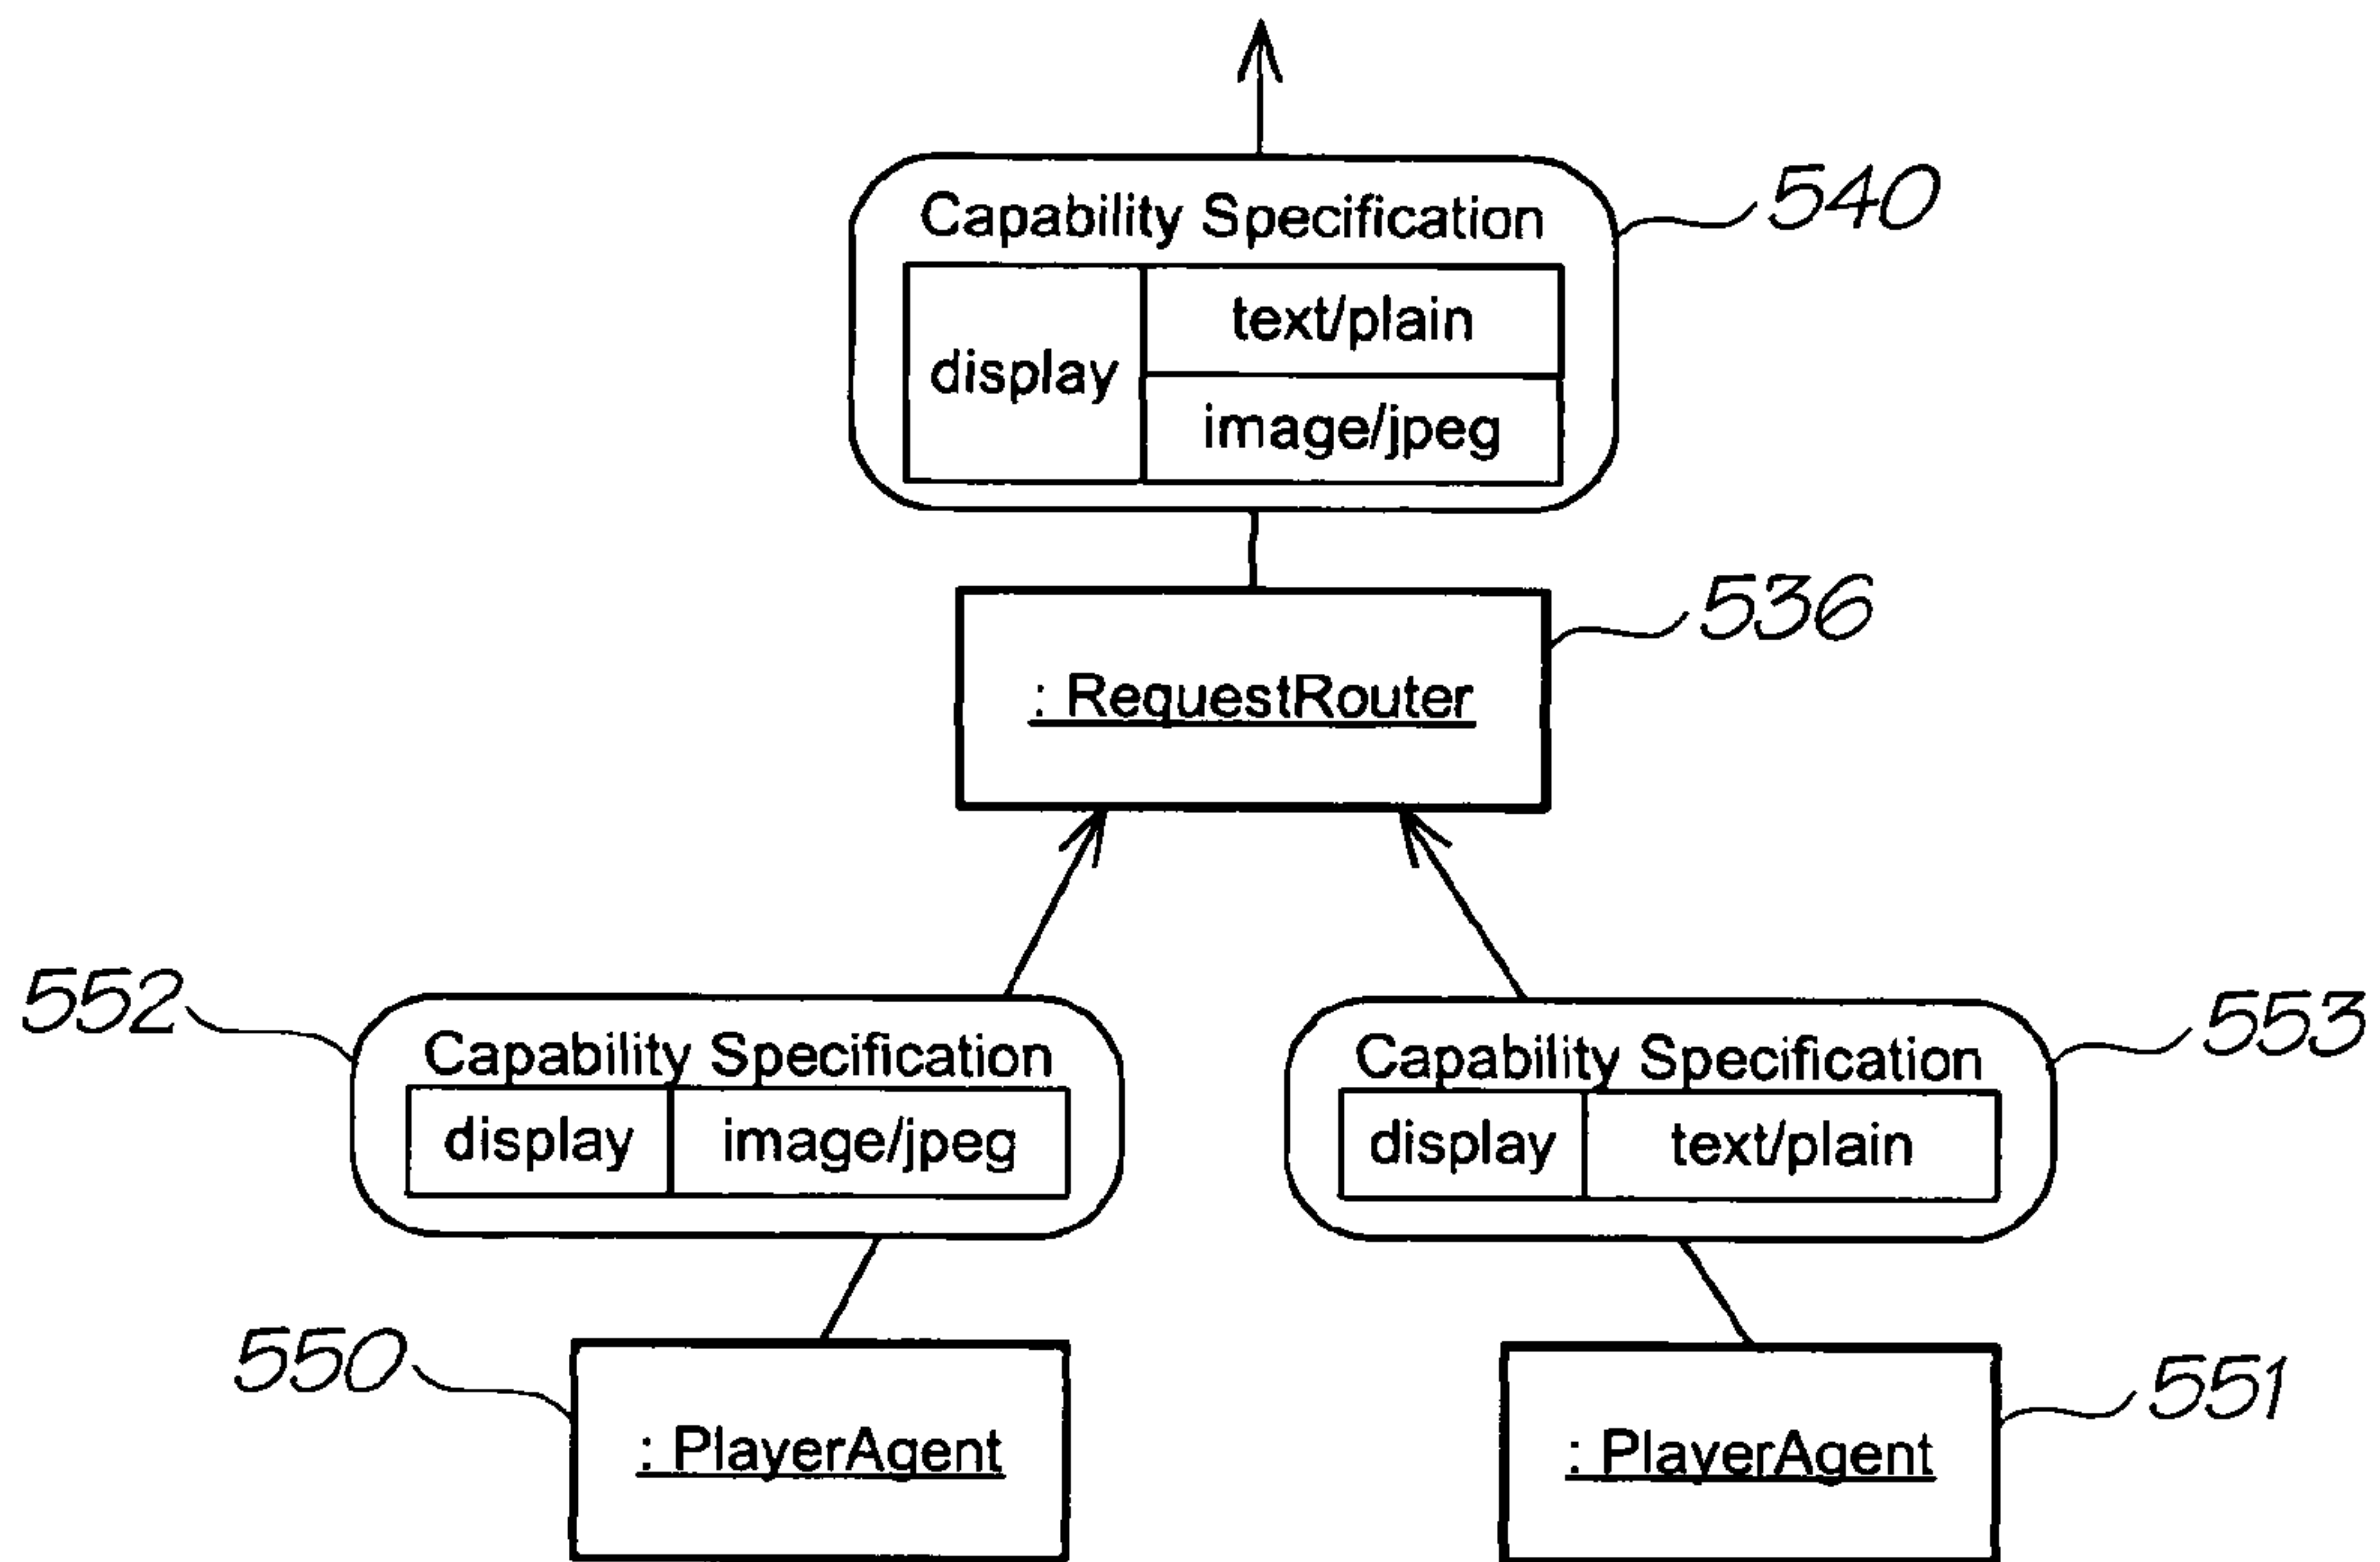 Capability Specification
540
display
text/plain
image/jpeg
536
: RequestRouter
552
Capability Specification
display
image/jpeg
553
Capability Specification
display
text/plain
550
: PlayerAgent
551
: PlayerAgent